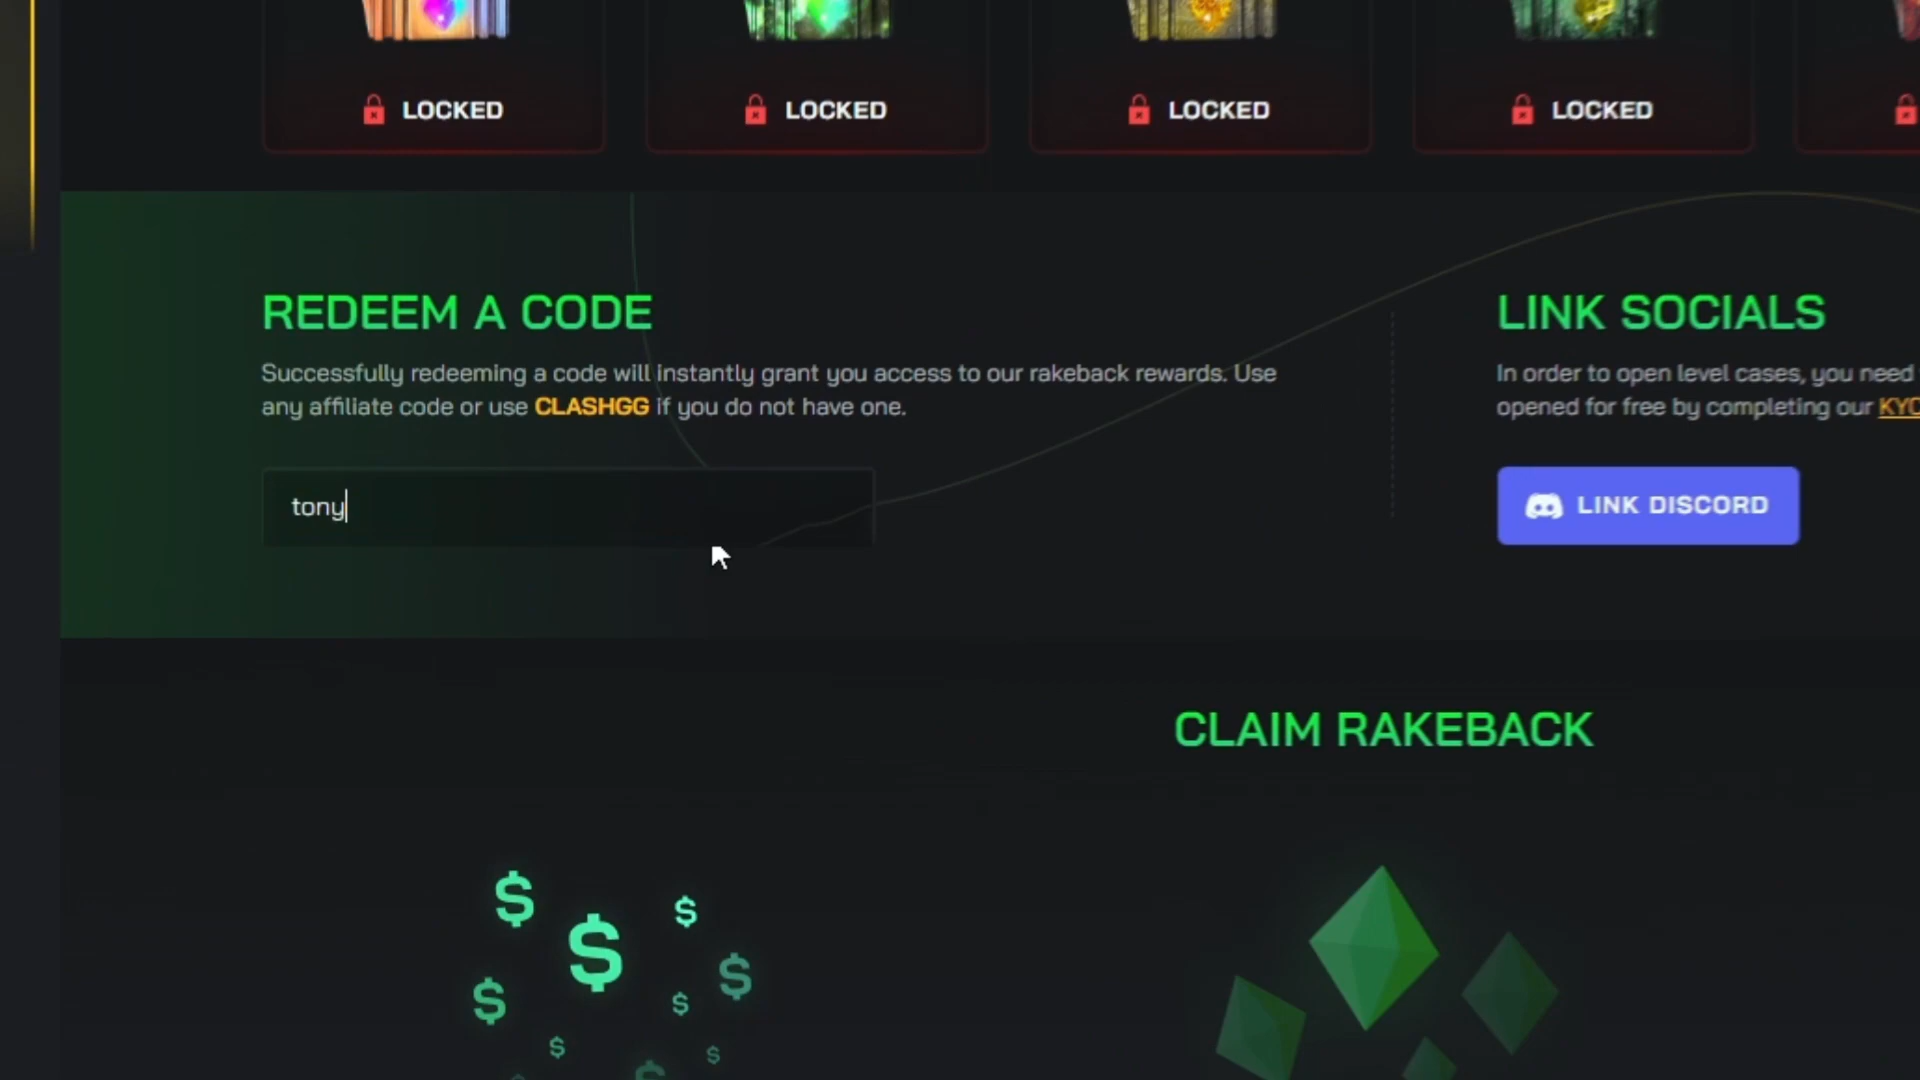 LOCKED LOCKED LOCKED LOCKED
REDEEM A CODE
Successfully redeeming a code will instantly grant you access to our rakeback rewards. Use
any affiliate code or use CLASHGG if you do not have one.
tony
LINK SOCIALS
In order to open level cases, you need
opened for free by completing our
LINK DISCORD
CLAIM RAKEBACK
$ $ $
$ $ $
$ $